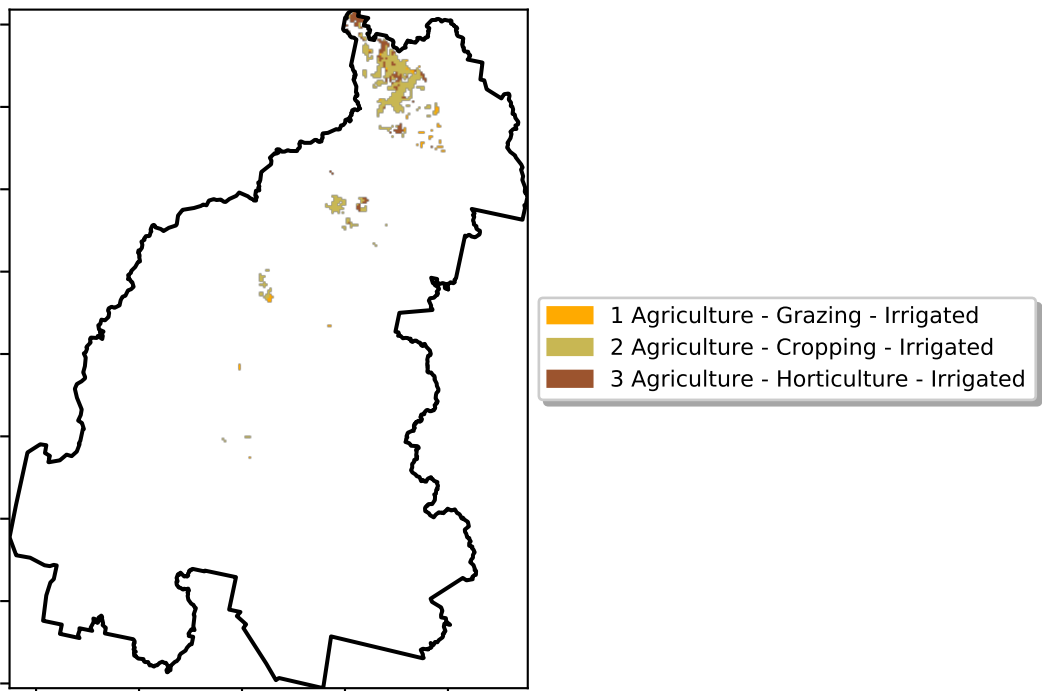 1 Agriculture - Grazing - Irrigated
2 Agriculture - Cropping - Irrigated
3 Agriculture - Horticulture - Irrigated